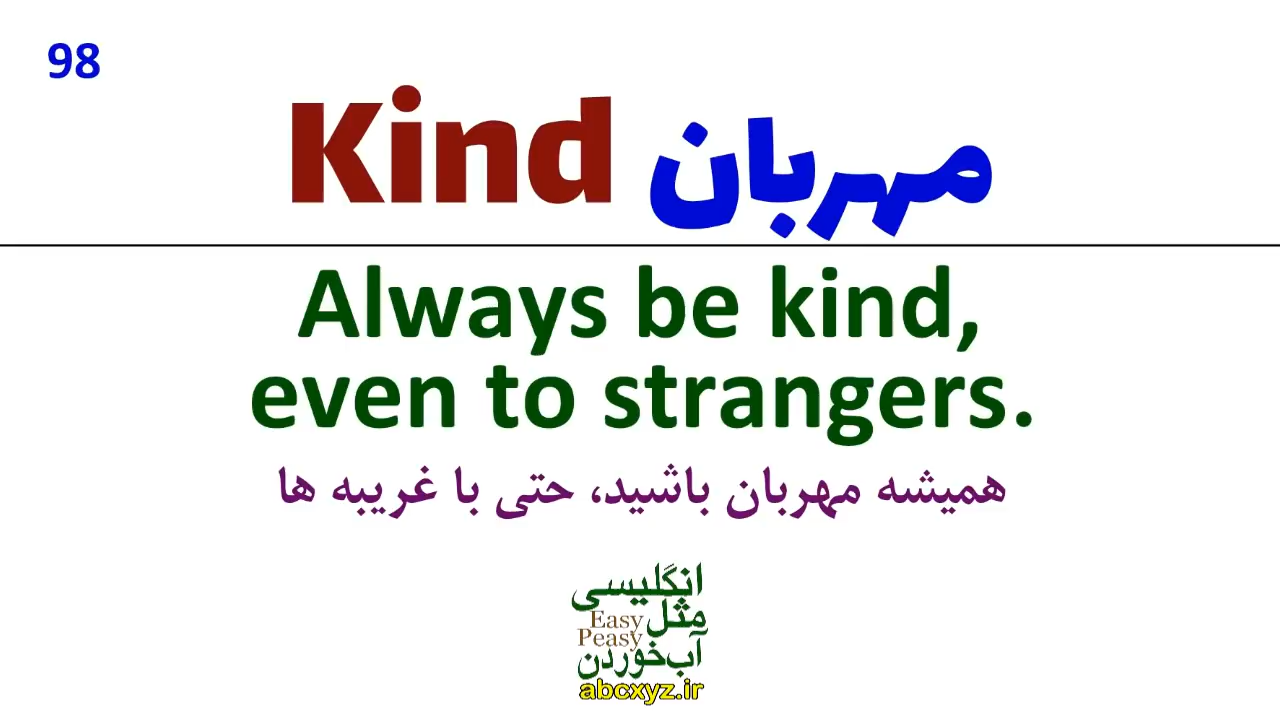 98
Kind مهربان
Always be kind,
even to strangers.
همیشه مهربان باشید، حتی با غریبه ها
انگلیسی
مثل Easy
Peasy
آب‌خوردن
abcxyz.ir